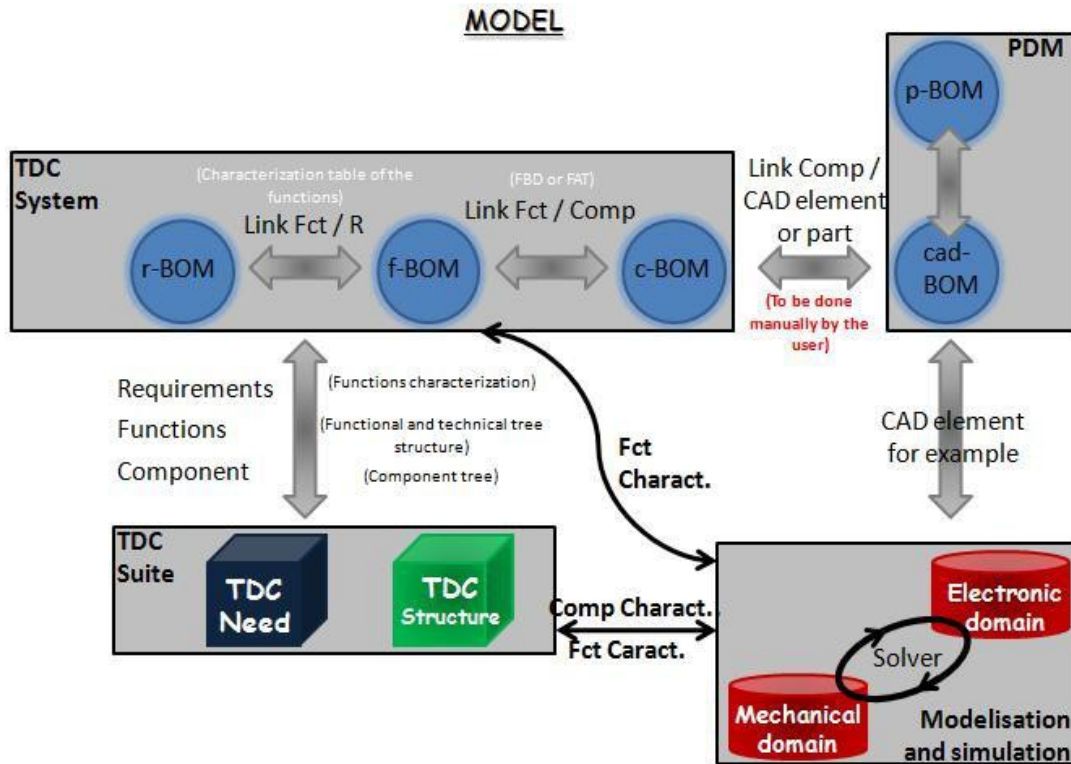 MODEL
PDM
p-BOM
TDC
System
(Characterization table of the
functions)
Link Fct / R
(FBD or FAT)
Link Fct / Comp
r-BOM
f-BOM
c-BOM
Link Comp /
CAD element
or part
(To be done
manually by the
user)
cad-
BOM
Requirements
Functions
Component
(Functions characterization)
(Functional and technical tree
structure)
(Component tree)
Fct
Charact.
CAD element
for example
TDC
Suite
TDC
Need
TDC
Structure
Comp Charact..
Fct Caract.
Electronic
domain
Solver
Mechanical
domain
Modelisation
and simulation